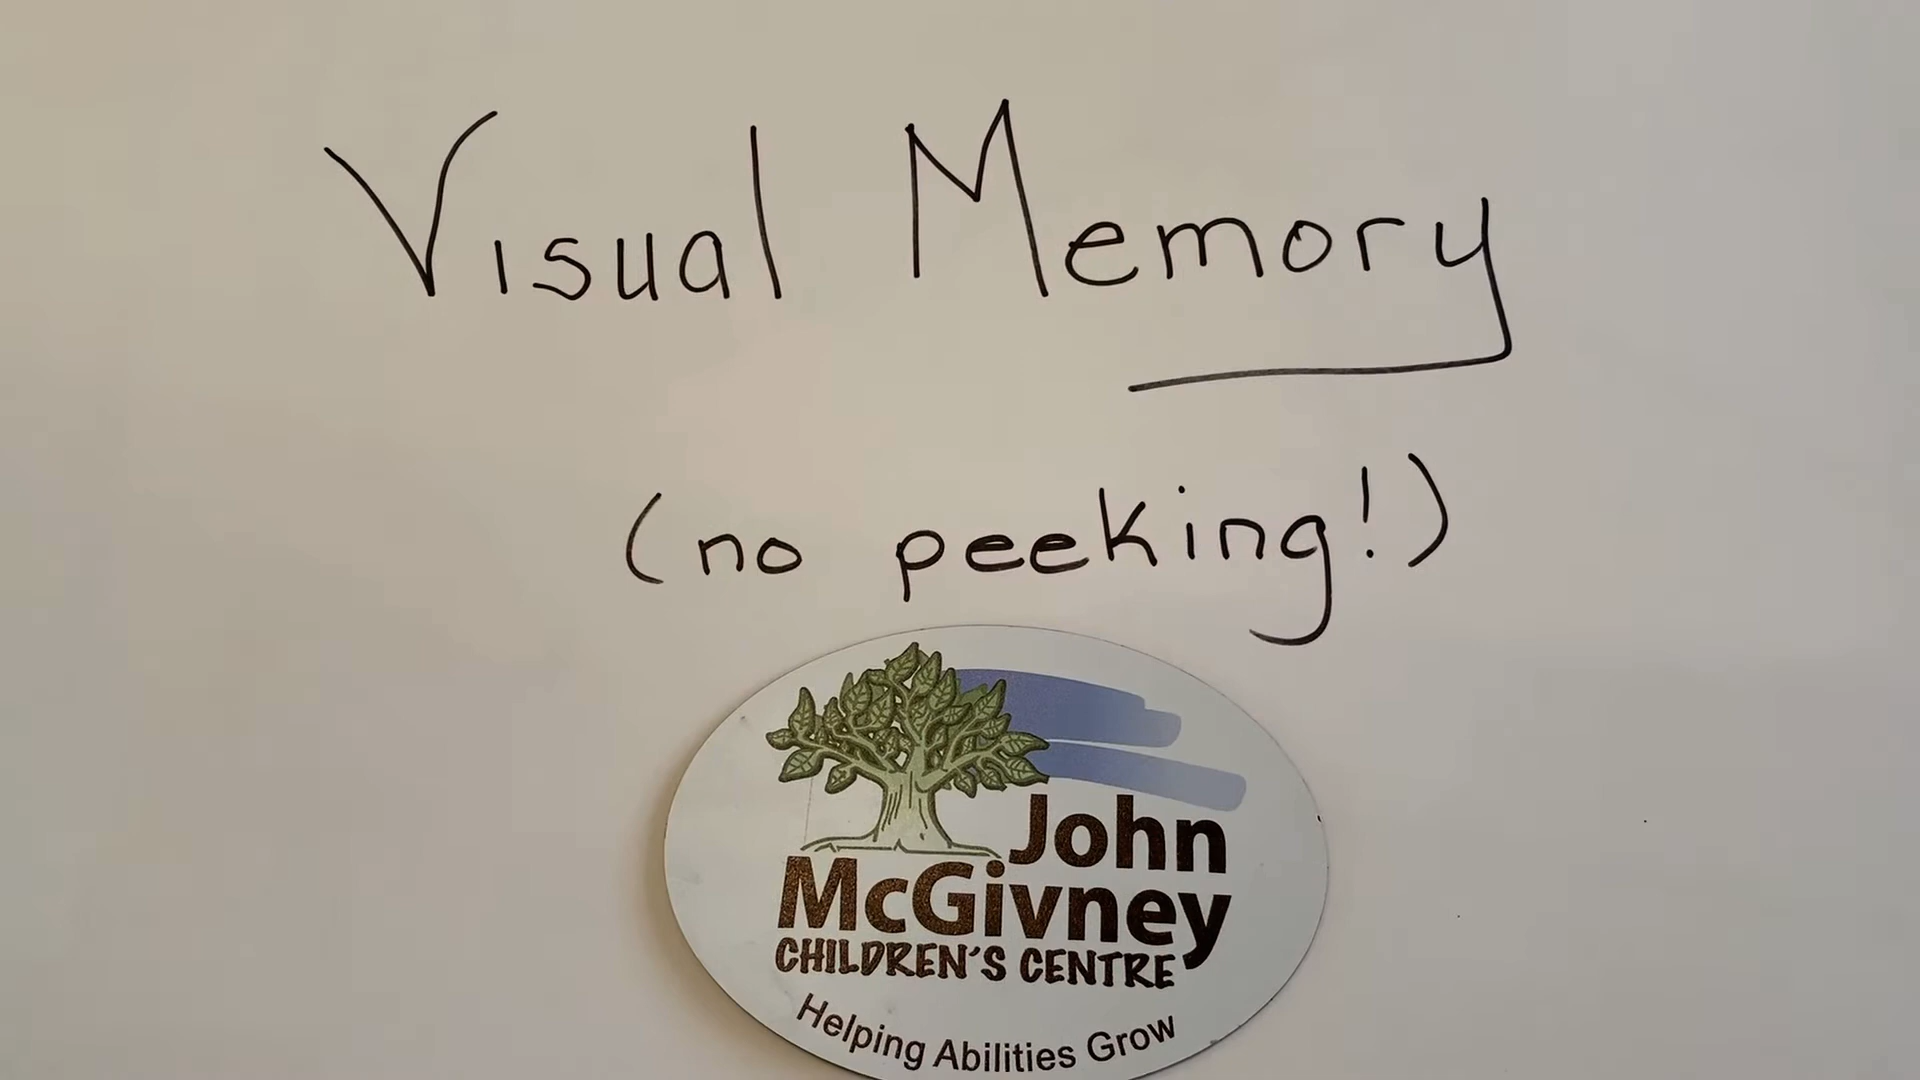 Visual Memory
(no peeking!)
John
McGivney
CHILDREN'S CENTRE
Helping Abilities Grow